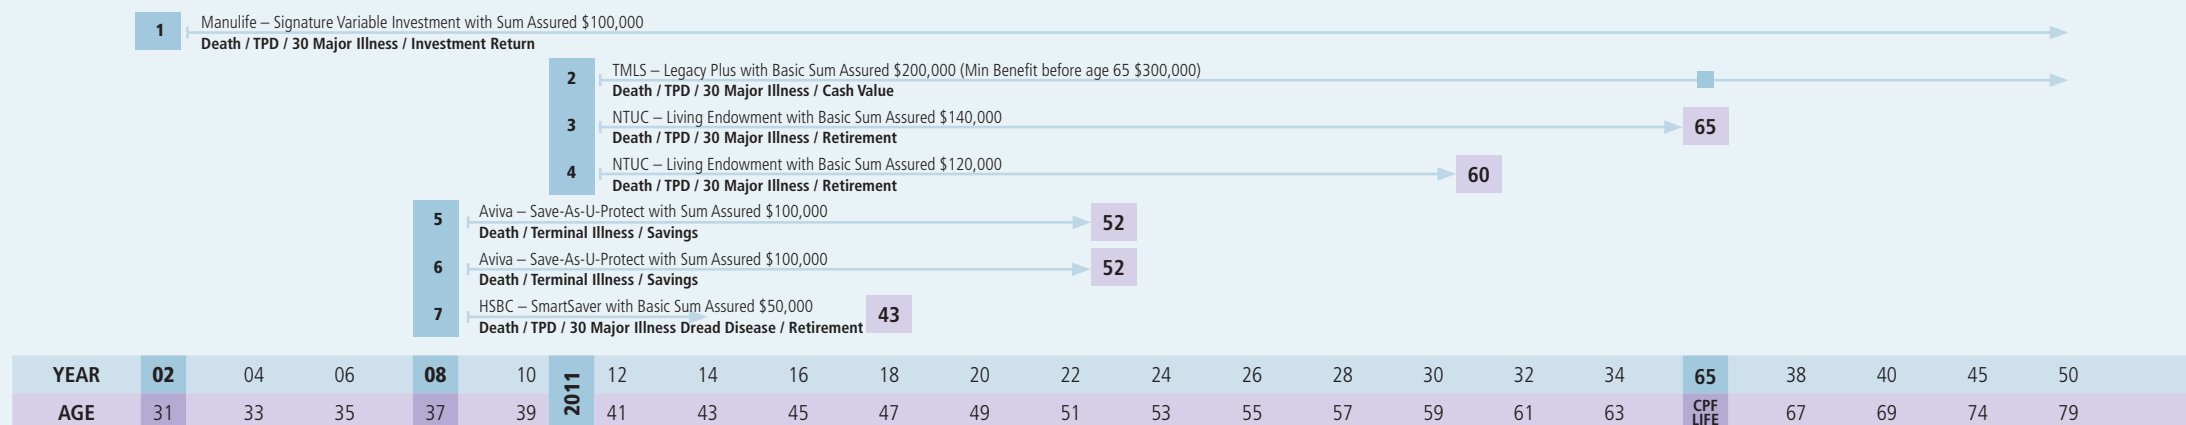 1
Manulife – Signature Variable Investment with Sum Assured $100,000
Death / TPD / 30 Major Illness / Investment Return
2
TMLS – Legacy Plus with Basic Sum Assured $200,000 (Min Benefit before age 65 $300,000)
Death / TPD / 30 Major Illness / Cash Value
3
NTUC – Living Endowment with Basic Sum Assured $140,000
Death / TPD / 30 Major Illness / Retirement
65
4
NTUC – Living Endowment with Basic Sum Assured $120,000
Death / TPD / 30 Major Illness / Retirement
60
5
Aviva – Save-As-U-Protect with Sum Assured $100,000
Death / Terminal Illness / Savings
52
6
Aviva – Save-As-U-Protect with Sum Assured $100,000
Death / Terminal Illness / Savings
52
7
HSBC – SmartSaver with Basic Sum Assured $50,000
Death / TPD / 30 Major Illness Dread Disease / Retirement
43
YEAR 02 04 06 08 10 2011 12 14 16 18 20 22 24 26 28 30 32 34 65 38 40 45 50
AGE 31 33 35 37 39 41 43 45 47 49 51 53 55 57 59 61 63 CPF LIFE 67 69 74 79